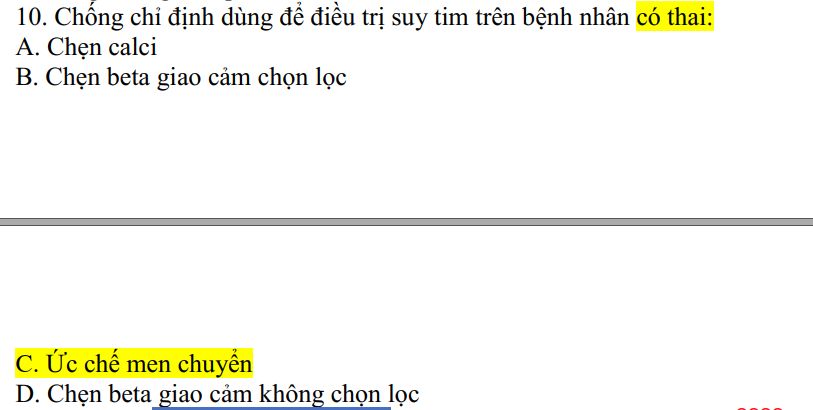 10. Chống chỉ định dùng để điều trị suy tim trên bệnh nhân có thai:
A. Chẹn calci
B. Chẹn beta giao cảm chọn lọc
C. Ức chế men chuyển
D. Chẹn beta giao cảm không chọn lọc